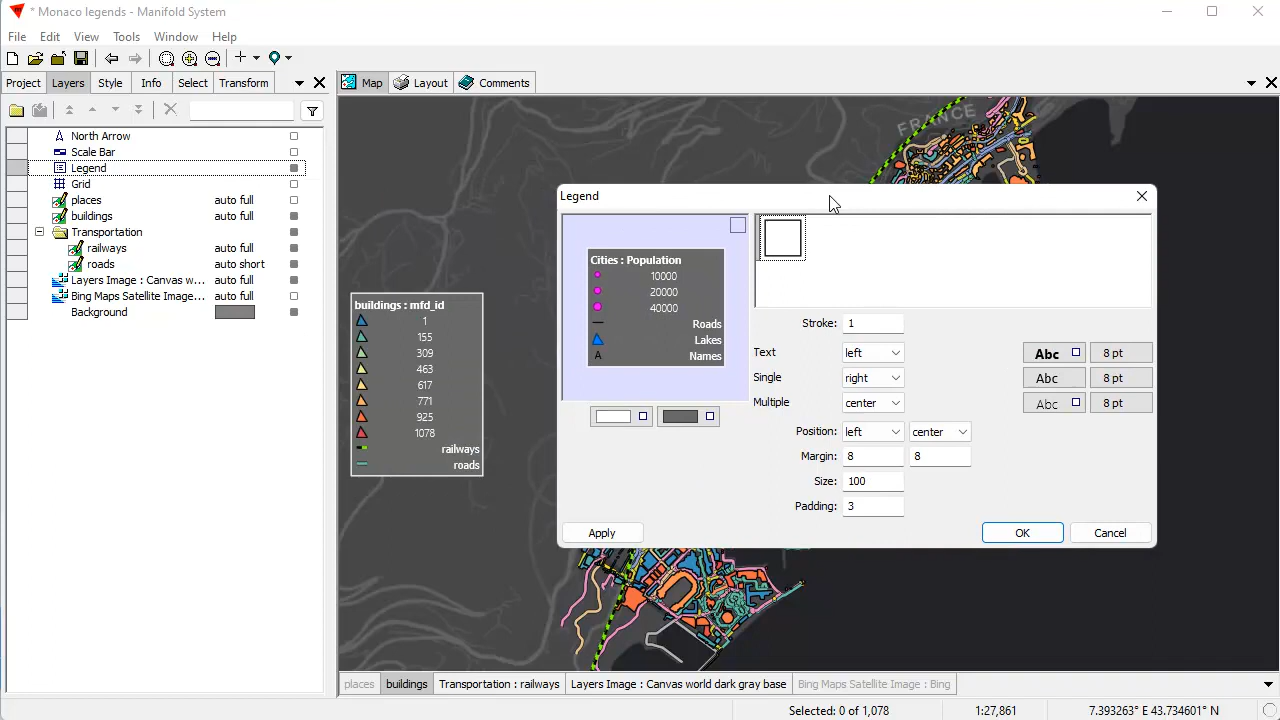 * Monaco legends - Manifold System
File Edit View Tools Window Help
Project Layers Style Info Select Transform
Map Layout Comments
North Arrow
Scale Bar
Legend
Grid
places auto full
buildings auto full
Transportation
railways auto full
roads auto short
Layers Image : Canvas w... auto full
Bing Maps Satellite Image... auto full
Background
FRANCE
buildings : mfd_id
1
155
309
463
617
771
925
1078
railways
roads
Legend
Cities : Population
10000
20000
40000
Roads
Lakes
A Names
Stroke: 1
Text left Abc 8 pt
Single right Abc 8 pt
Multiple center Abc 8 pt
Position: left center
Margin: 8 8
Size: 100
Padding: 3
Apply OK Cancel
places buildings Transportation : railways Layers Image : Canvas world dark gray base Bing Maps Satellite Image : Bing
Selected: 0 of 1,078 1:27,861 7.393263° E 43.734601° N